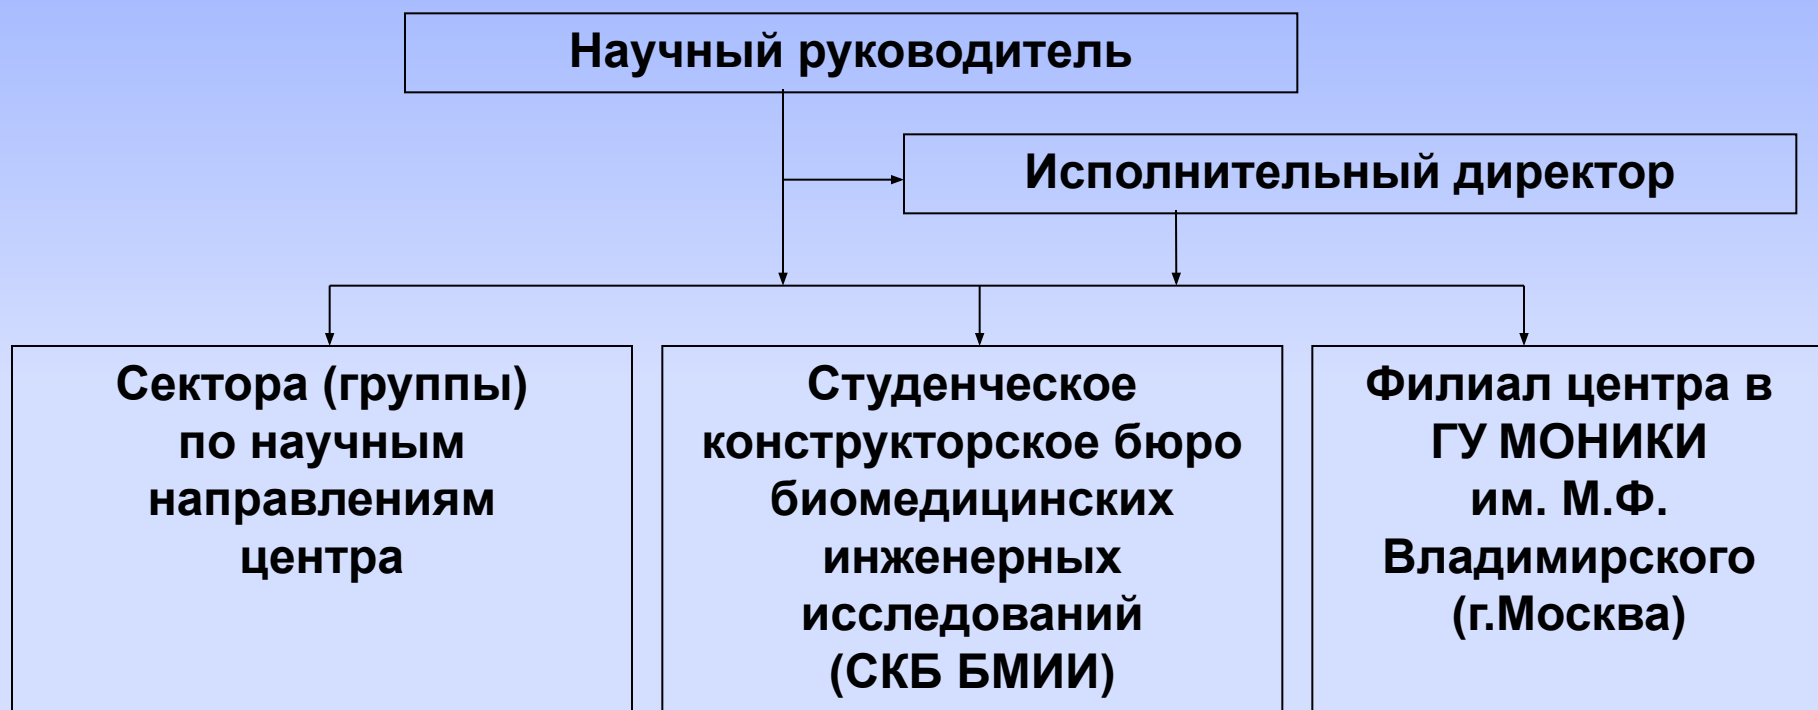 Научный руководитель
Исполнительный директор
Сектора (группы)
по научным
направлениям
центра
Студенческое
конструкторское бюро
биомедицинских
инженерных
исследований
(СКБ БМИИ)
Филиал центра в
ГУ МОНИКИ
им. М.Ф.
Владимирского
(г.Москва)